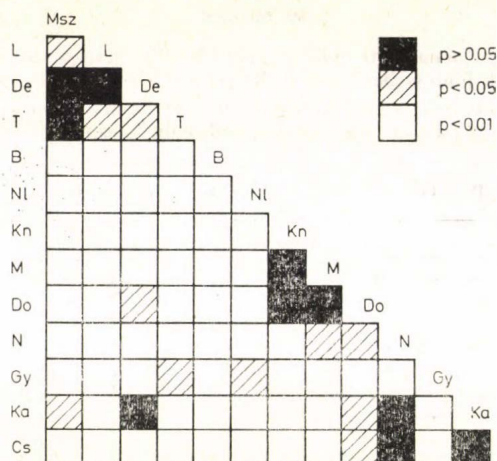 Msz
L L p > 0.05
De De p < 0.05
T T p < 0.01
B B
Nl Nl
Kn Kn
M M
Do Do
N N
Gy Gy
Ka Ka
Cs